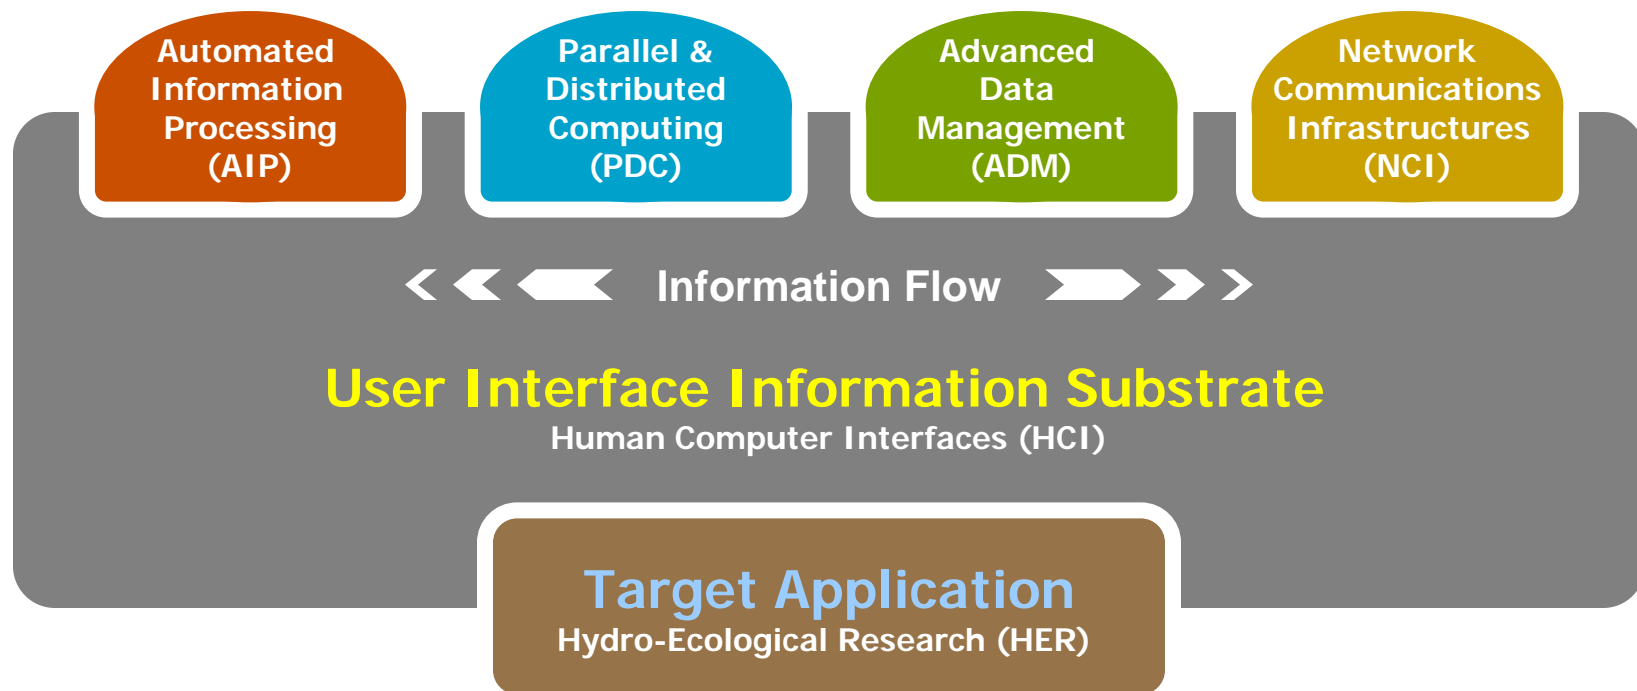 Automated
Information
Processing
(AIP)
Parallel &
Distributed
Computing
(PDC)
Advanced
Data
Management
(ADM)
Network
Communications
Infrastructures
(NCI)
Information Flow
User Interface Information Substrate
Human Computer Interfaces (HCI)
Target Application
Hydro-Ecological Research (HER)